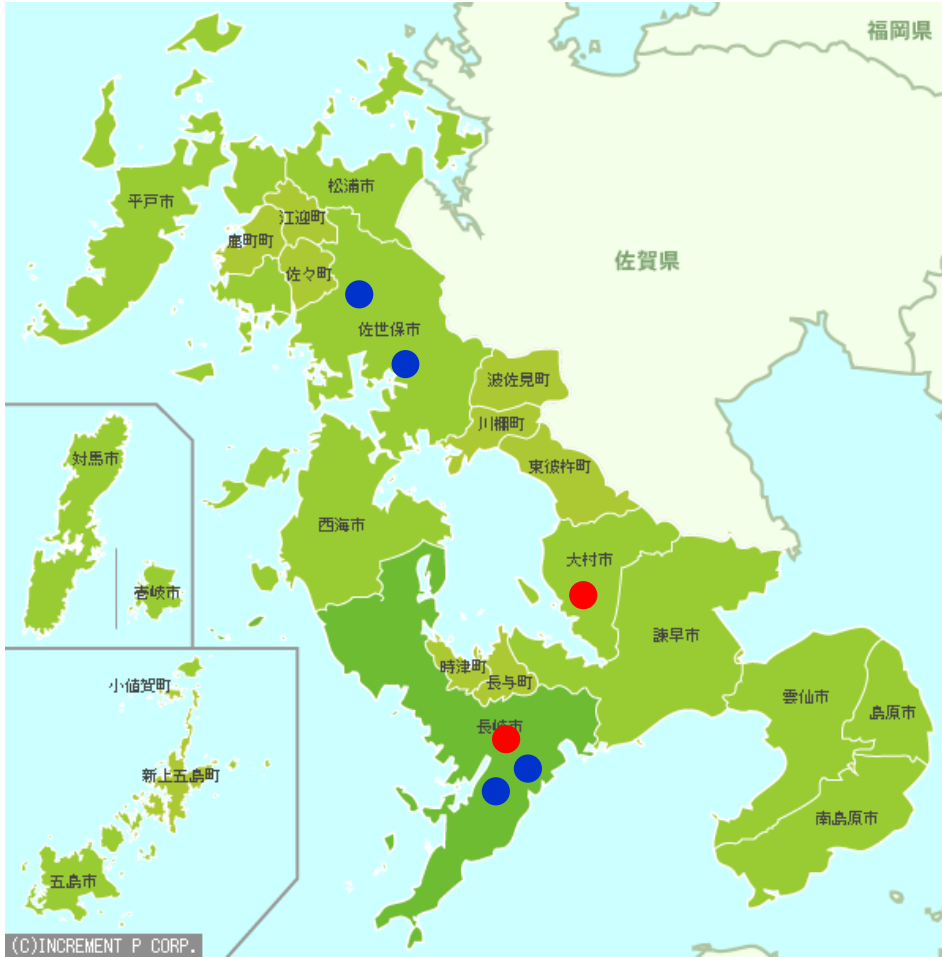 福岡県
松浦市
平戸市
江迎町
鹿町町
佐賀県
佐々町
佐世保市
波佐見町
川棚町
対馬市
東彼杵町
西海市
大村市
壱岐市
諫早市
時津町
長与町
小値賀町
雲仙市
島原市
長崎市
新上五島町
南島原市
五島市
(C)INCREMENT P CORP.